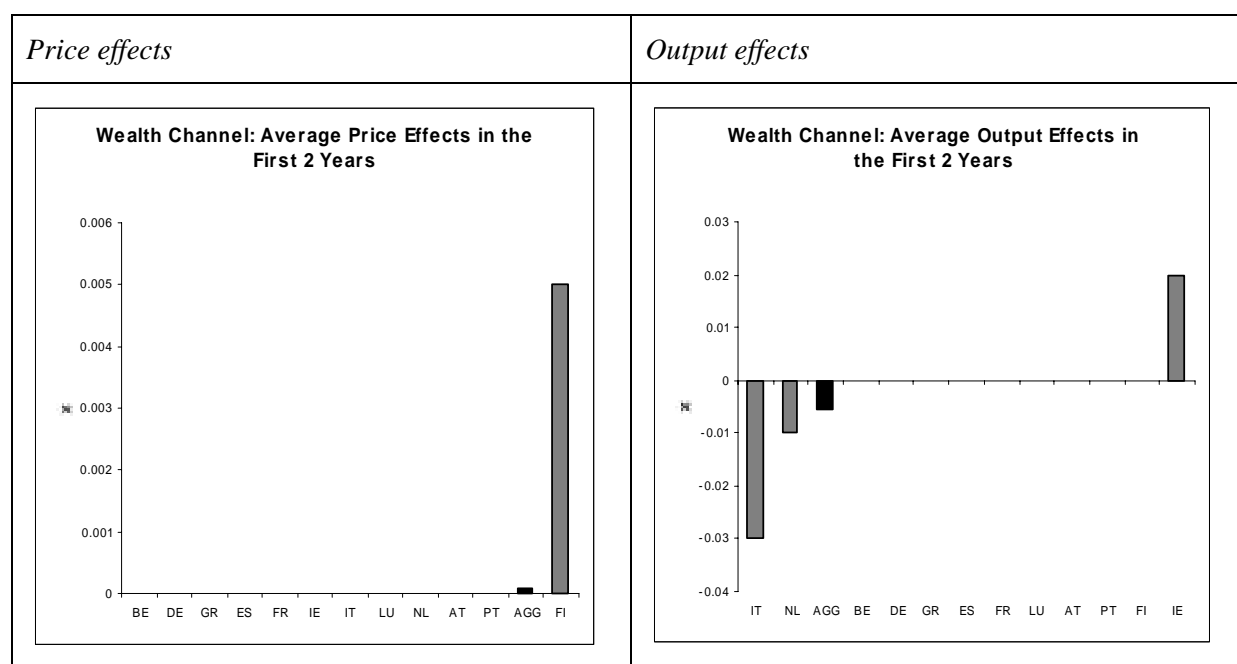 Price effects
Output effects
Wealth Channel: Average Price Effects in the
First 2 Years
0.006
0.005
0.004
0.003
0.002
0.001
0
BE DE GR ES FR IE IT LU NL AT PT AGG FI
Wealth Channel: Average Output Effects in
the First 2 Years
0.03
0.02
0.01
0
-0.01
-0.02
-0.03
-0.04
IT NL AGG BE DE GR ES FR LU AT PT FI IE